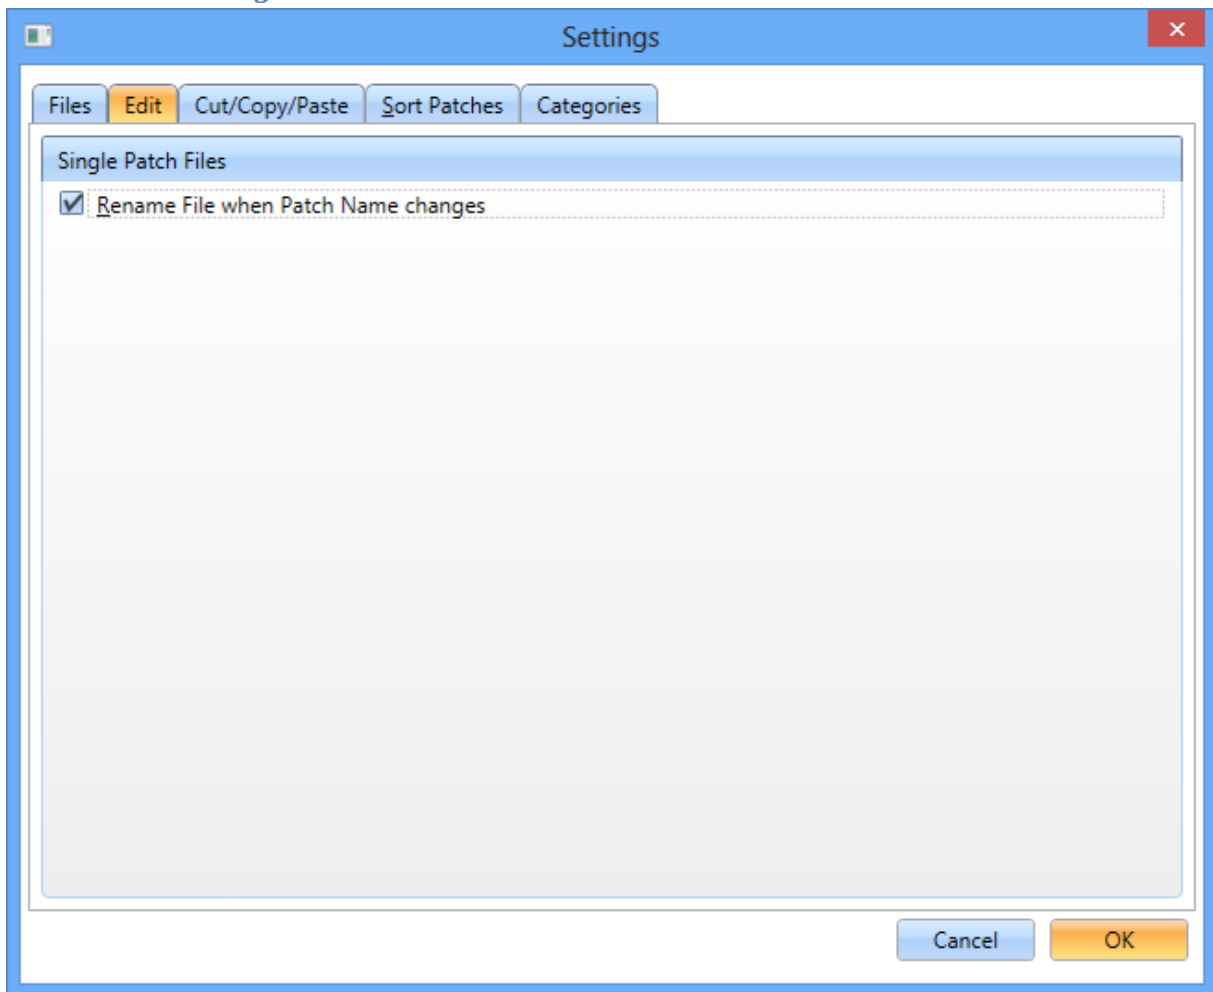 Settings
Files
Edit
Cut/Copy/Paste
Sort Patches
Categories
Single Patch Files
Rename File when Patch Name changes
Cancel
OK